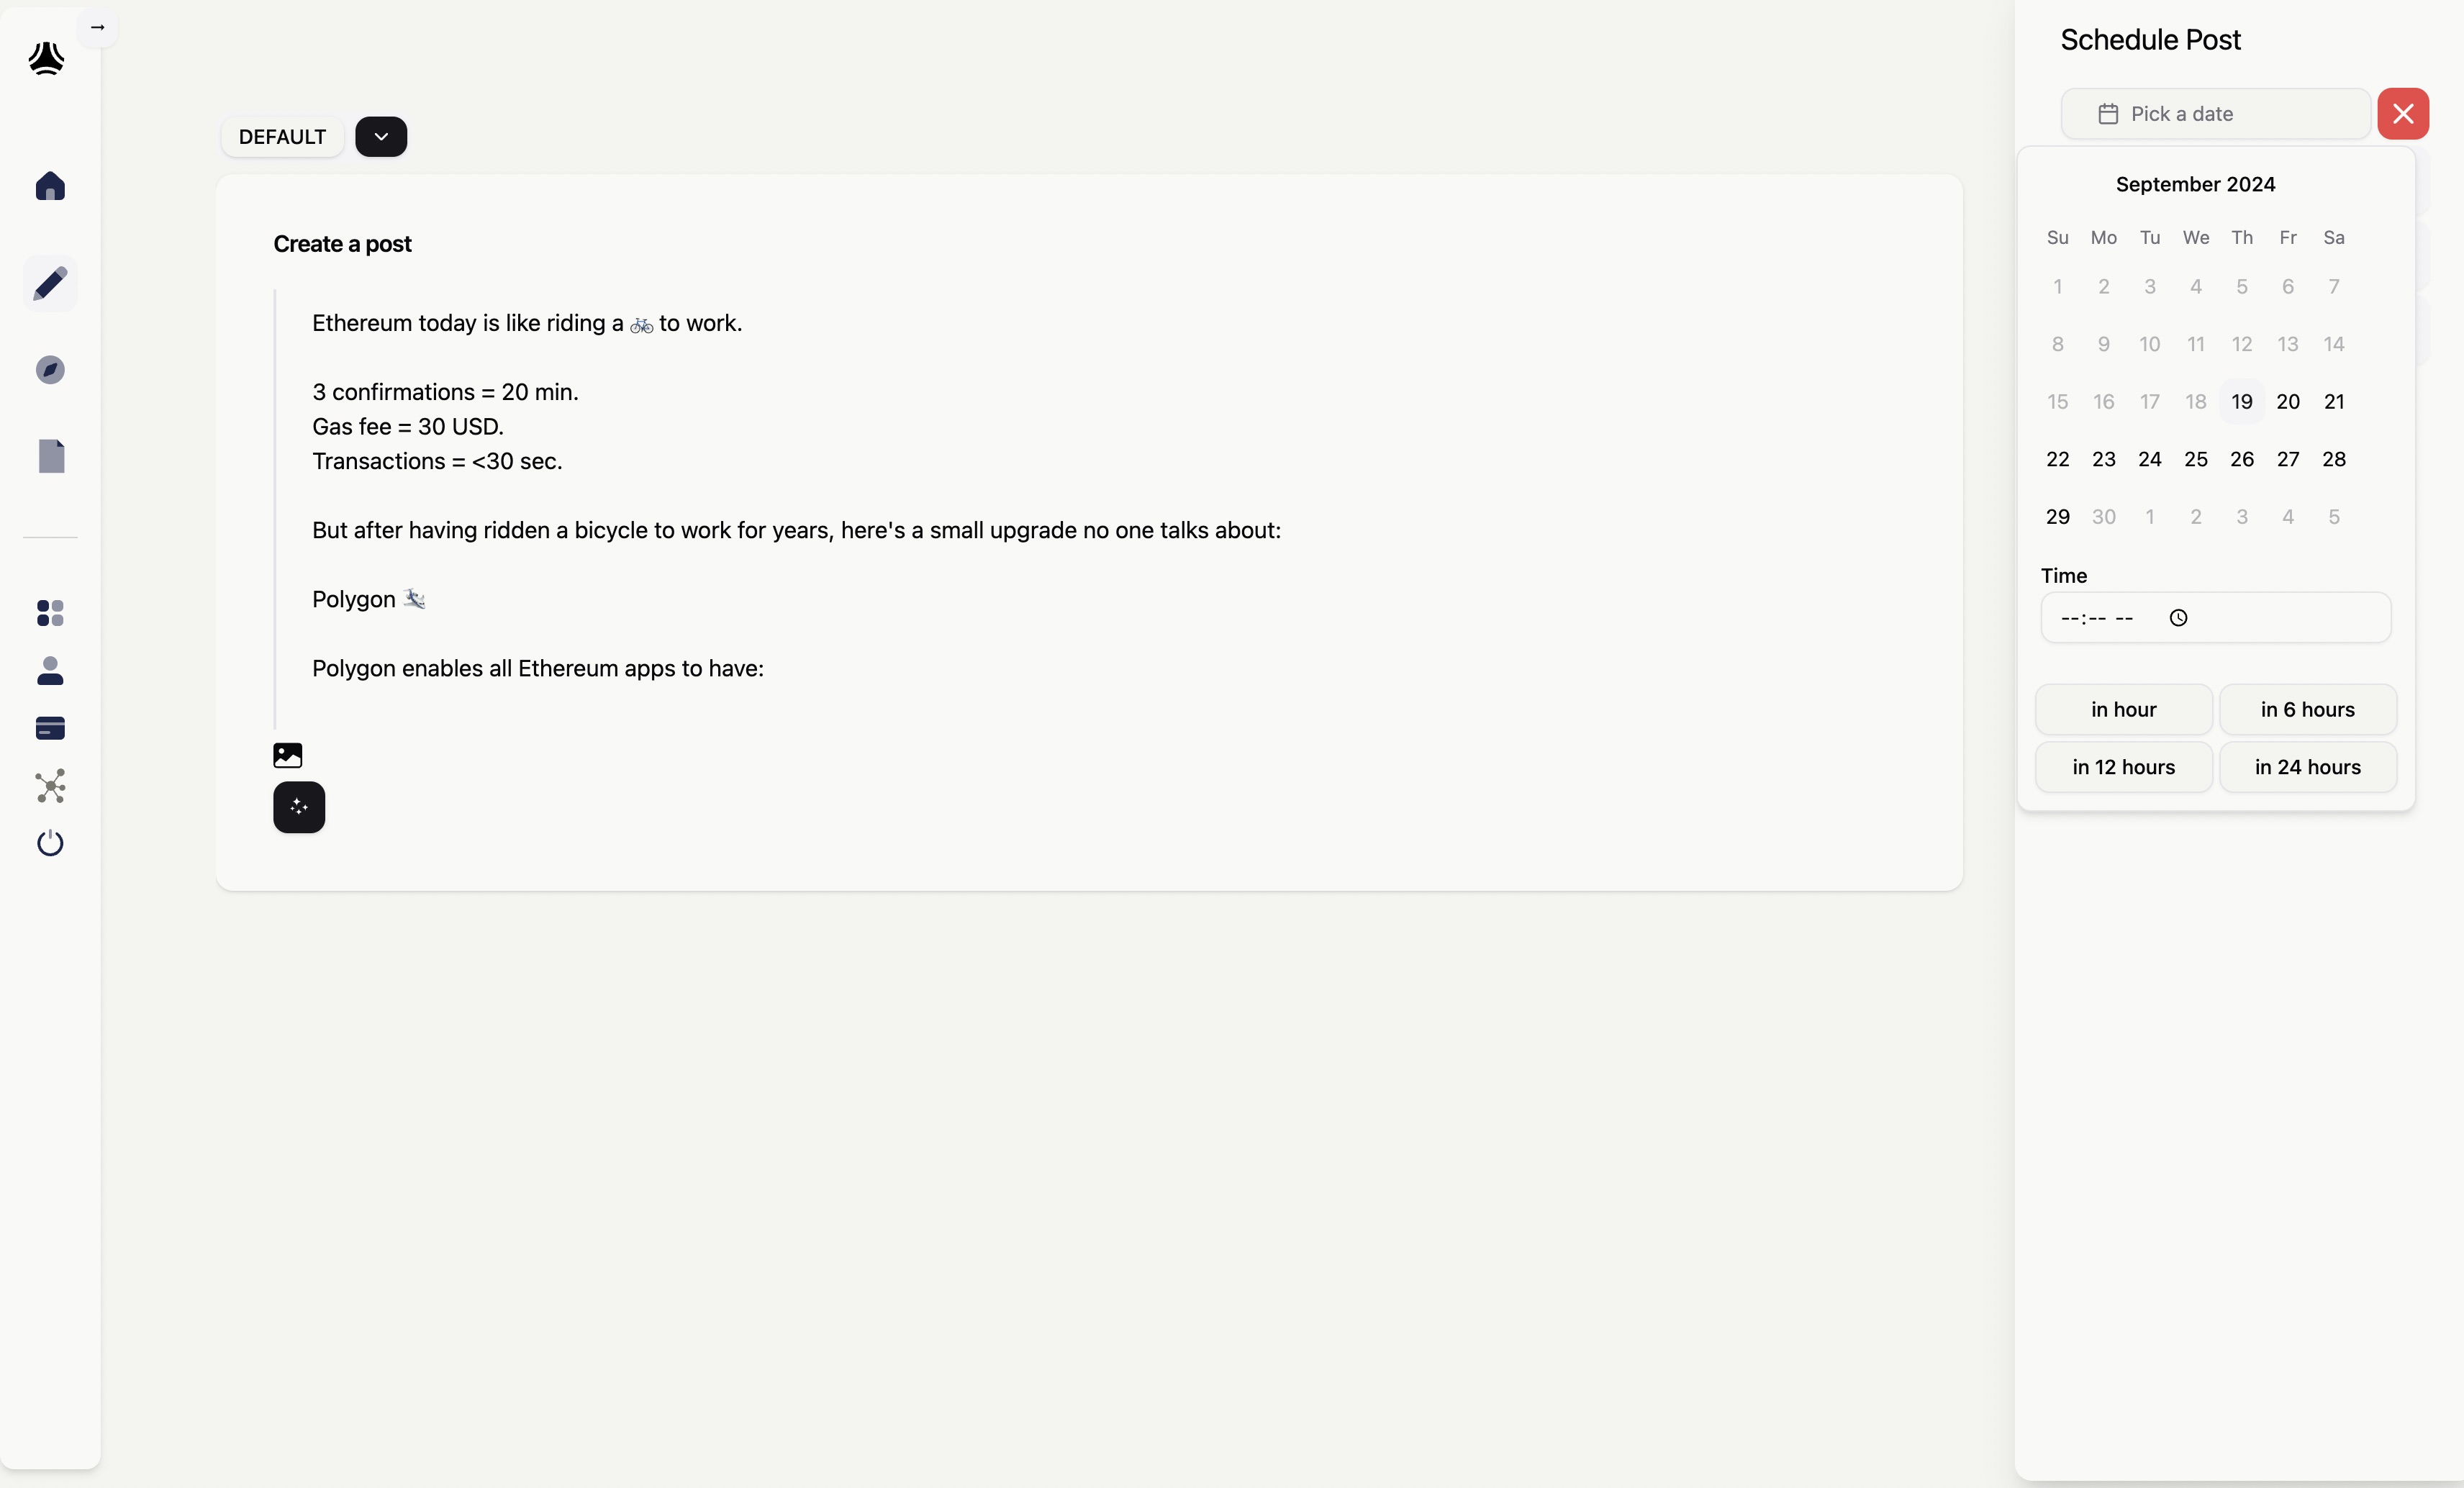 →
DEFAULT
Create a post
Ethereum today is like riding a 🚲 to work.
3 confirmations = 20 min.
Gas fee = 30 USD.
Transactions = <30 sec.
But after having ridden a bicycle to work for years, here's a small upgrade no one talks about:
Polygon 🛩
Polygon enables all Ethereum apps to have:
Schedule Post
Pick a date
September 2024
Su Mo Tu We Th Fr Sa
1 2 3 4 5 6 7
8 9 10 11 12 13 14
15 16 17 18 19 20 21
22 23 24 25 26 27 28
29 30 1 2 3 4 5
Time
--:-- --
in hour in 6 hours
in 12 hours in 24 hours